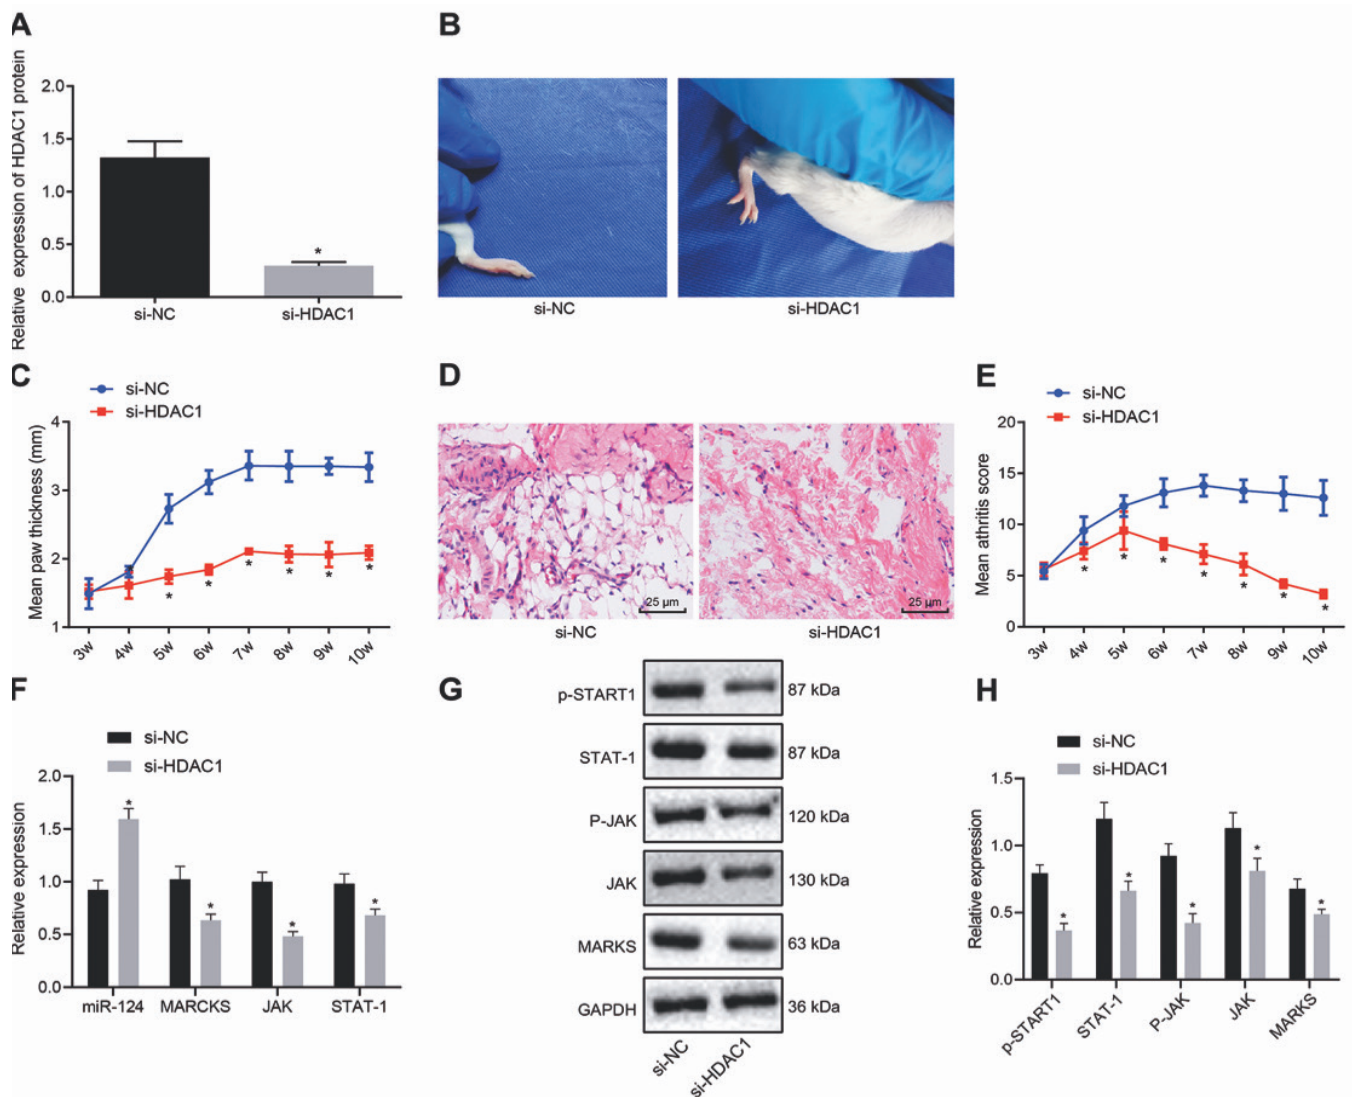 A
Relative expression of HDAC1 protein
2.0
1.5
1.0
0.5
0.0
*
si-NC
si-HDAC1
B
si-NC
si-HDAC1
C
si-NC
si-HDAC1
Mean paw thickness (mm)
4
3
2
1
* * * * * *
3w 4w 5w 6w 7w 8w 9w 10w
D
25 μm
25 μm
si-NC
si-HDAC1
E
si-NC
si-HDAC1
Mean athritis score
20
15
10
5
0
* * * * * * *
3w 4w 5w 6w 7w 8w 9w 10w
F
si-NC
si-HDAC1
Relative expression
2.0
1.5
1.0
0.5
0.0
* * * *
miR-124 MARCKS JAK STAT-1
G
p-START1 87 kDa
STAT-1 87 kDa
P-JAK 120 kDa
JAK 130 kDa
MARKS 63 kDa
GAPDH 36 kDa
si-NC si-HDAC1
H
si-NC
si-HDAC1
Relative expression
1.5
1.0
0.5
0.0
* * * * *
p-START1 STAT-1 P-JAK JAK MARKS